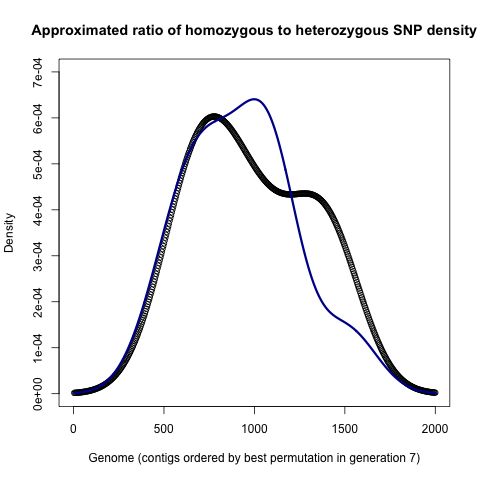 Approximated ratio of homozygous to heterozygous SNP density
Density
7e-04
6e-04
5e-04
4e-04
3e-04
2e-04
1e-04
0e+00
0 500 1000 1500 2000
Genome (contigs ordered by best permutation in generation 7)